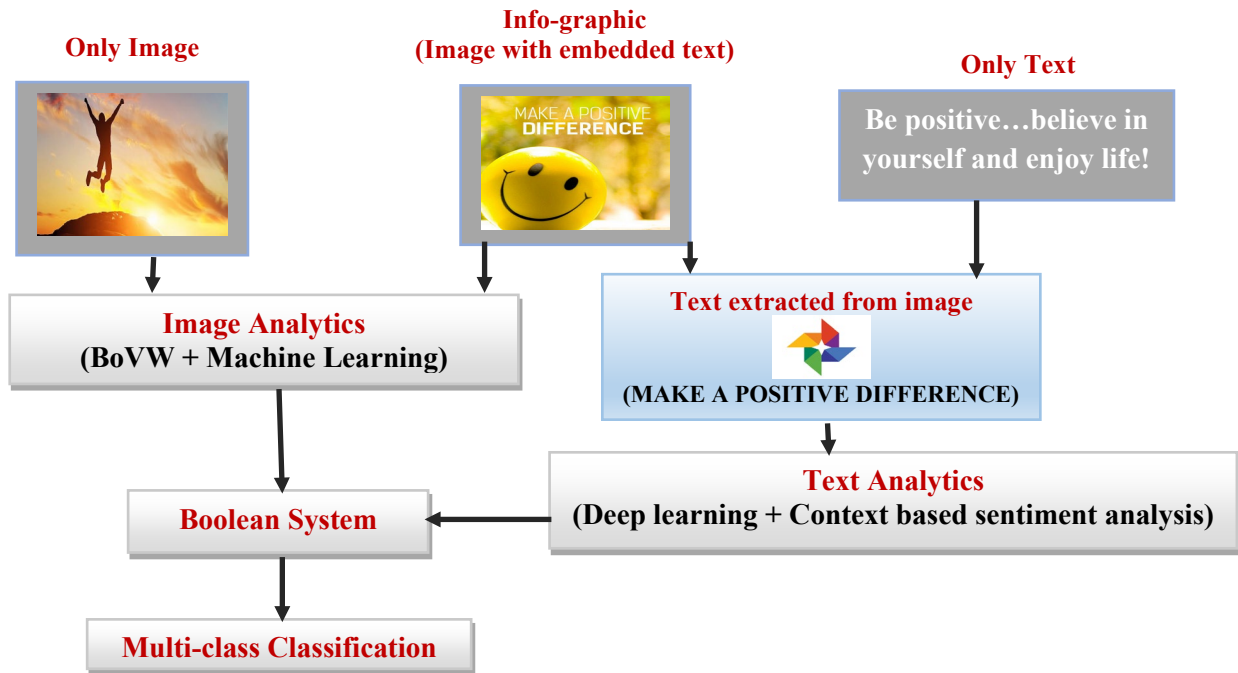 Only Image
Info-graphic
(Image with embedded text)
Only Text
MAKE A POSITIVE
DIFFERENCE
Be positive…believe in
yourself and enjoy life!
Image Analytics
(BoVW + Machine Learning)
Text extracted from image
(MAKE A POSITIVE DIFFERENCE)
Text Analytics
(Deep learning + Context based sentiment analysis)
Boolean System
Multi-class Classification